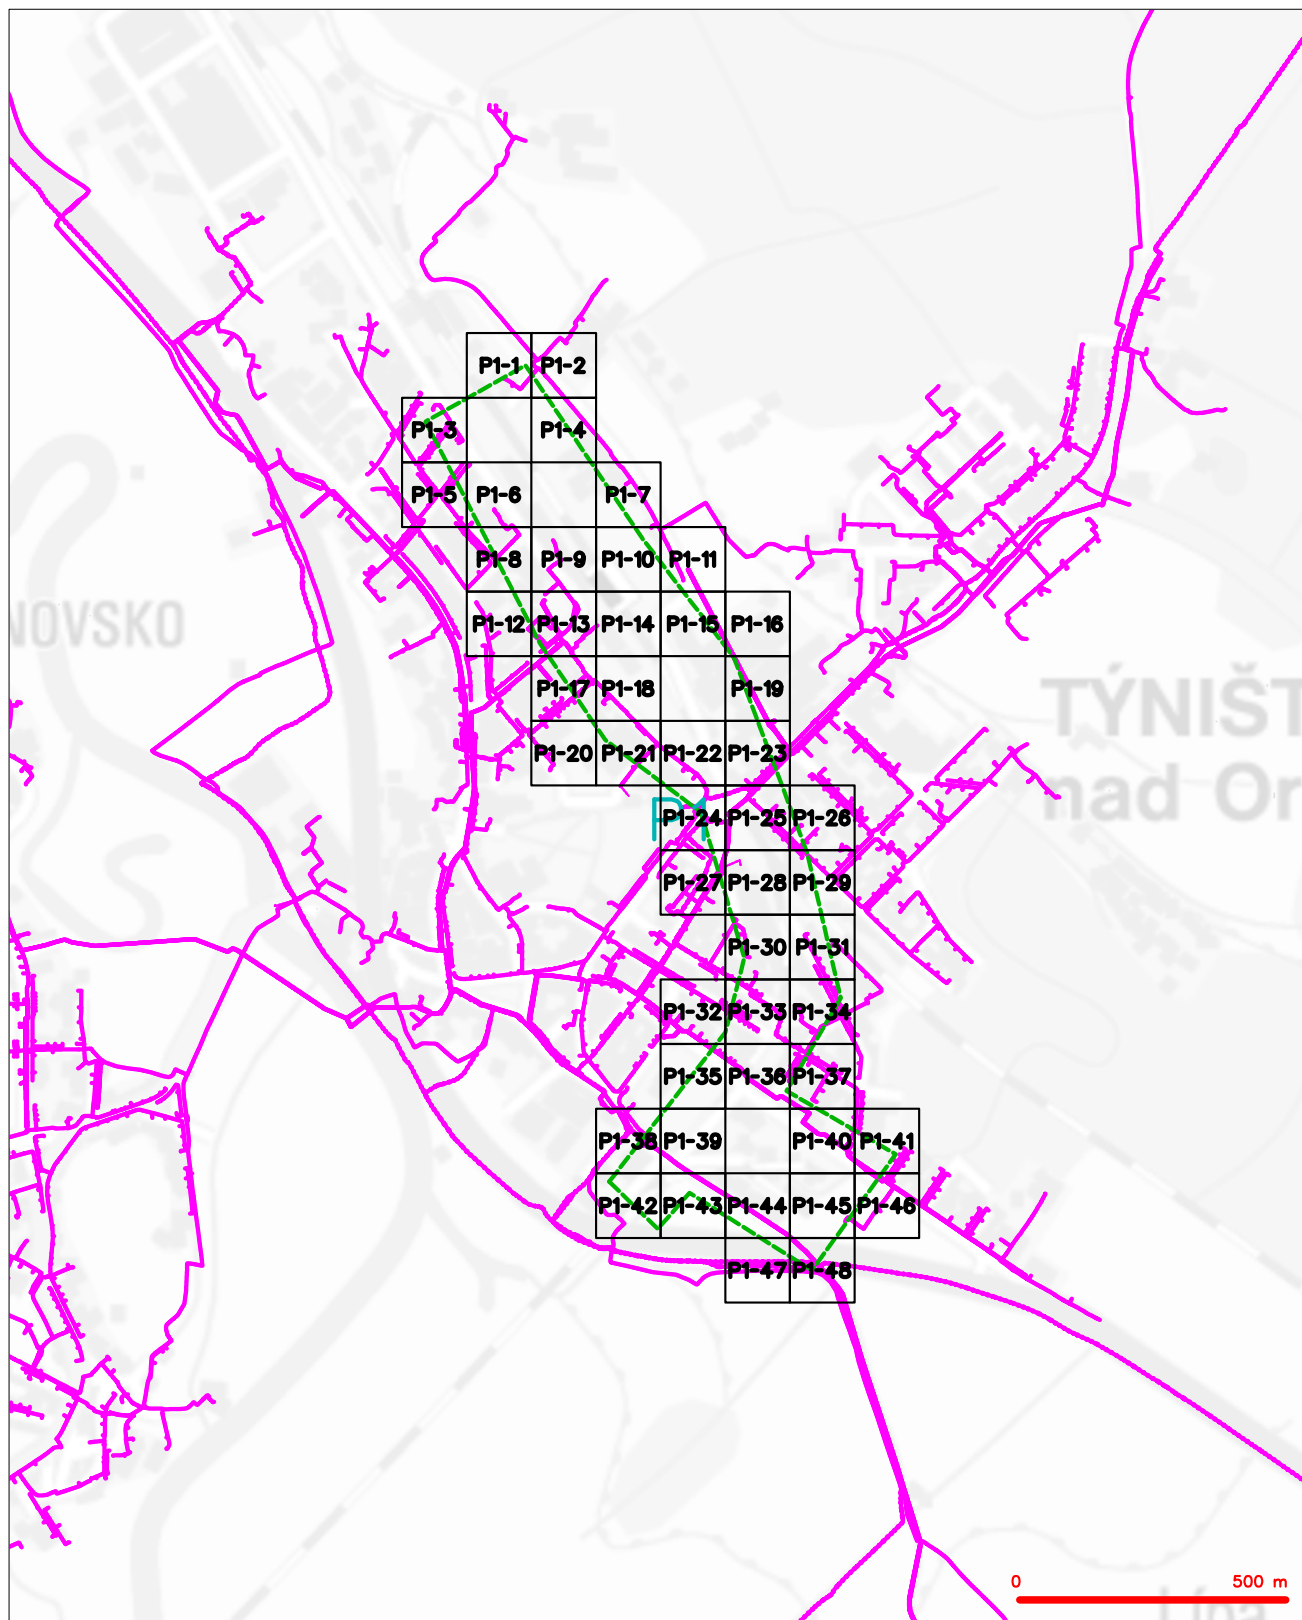 P1-1 P1-2
P1-3 P1-4
P1-5 P1-6 P1-7
P1-8 P1-9 P1-10 P1-11
NOVSKO
P1-12 P1-13 P1-14 P1-15 P1-16
P1-17 P1-18 P1-19
TÝNIŠT
P1-20 P1-21 P1-22 P1-23
nad Or
P1
P1-24 P1-25 P1-26
P1-27 P1-28 P1-29
P1-30 P1-31
P1-32 P1-33 P1-34
P1-35 P1-36 P1-37
P1-38 P1-39 P1-40 P1-41
P1-42 P1-43 P1-44 P1-45 P1-46
P1-47 P1-48
0 500 m
Lípa